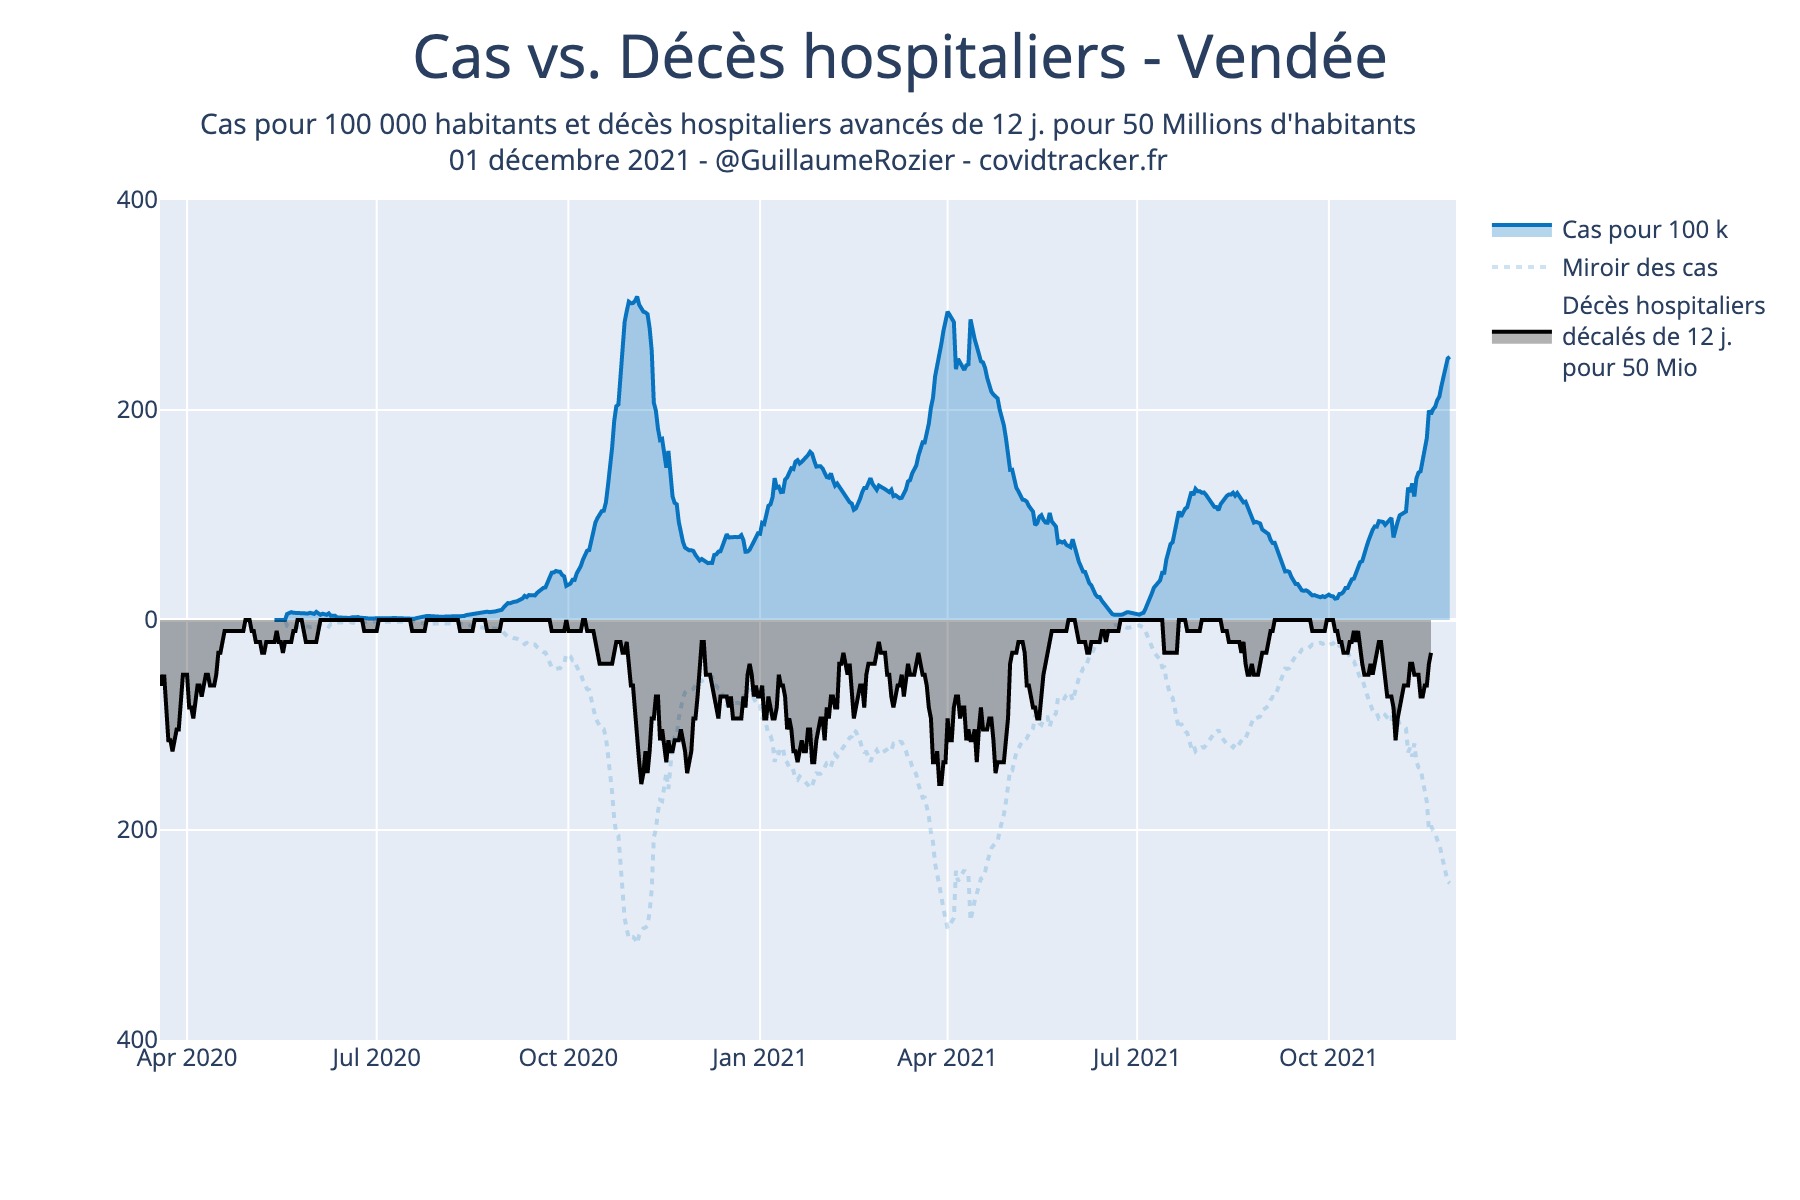 Cas vs. Décès hospitaliers - Vendée
Cas pour 100 000 habitants et décès hospitaliers avancés de 12 j. pour 50 Millions d'habitants
01 décembre 2021 - @GuillaumeRozier - covidtracker.fr
400
200
0
200
400
Apr 2020
Jul 2020
Oct 2020
Jan 2021
Apr 2021
Jul 2021
Oct 2021
Cas pour 100 k
Miroir des cas
Décès hospitaliers
décalés de 12 j.
pour 50 Mio